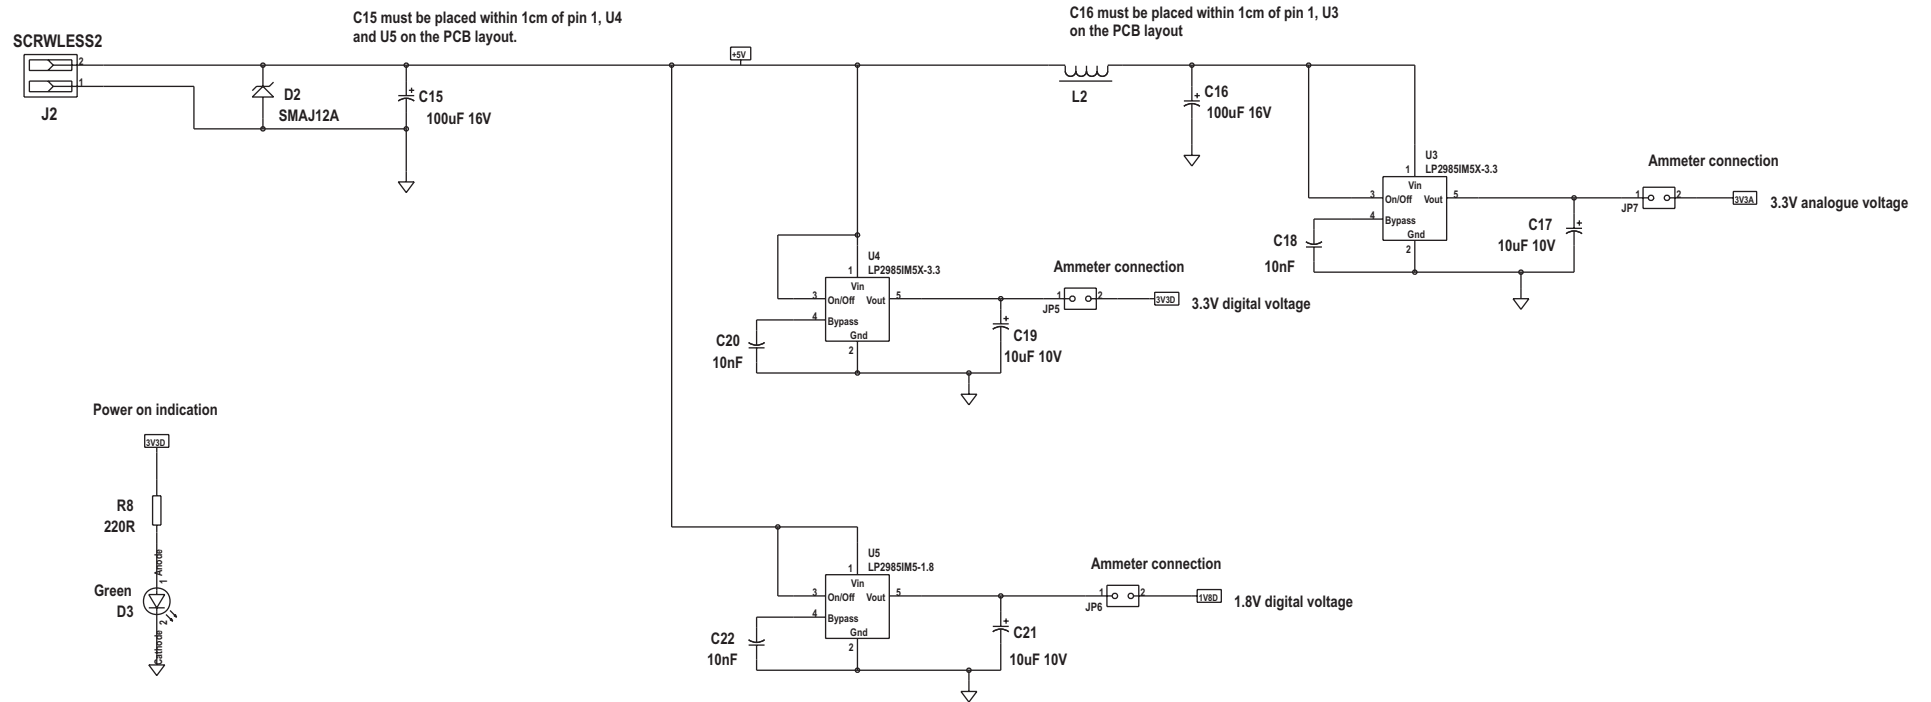 C15 must be placed within 1cm of pin 1, U4
and U5 on the PCB layout.
C16 must be placed within 1cm of pin 1, U3
on the PCB layout
SCRWLESS2
2
1
J2
D2
SMAJ12A
+
C15
100uF 16V
+5V
L2
+
C16
100uF 16V
U3
LP2985IM5X-3.3
1
Vin
3
On/Off
Vout
5
4
Bypass
Gnd
2
C18
10nF
+
C17
10uF 10V
Ammeter connection
1
2
JP7
3V3A
3.3V analogue voltage
U4
LP2985IM5X-3.3
1
Vin
3
On/Off
Vout
5
4
Bypass
Gnd
2
C20
10nF
+
C19
10uF 10V
Ammeter connection
1
2
JP5
3V3D
3.3V digital voltage
Power on indication
3V3D
R8
220R
Anode
1
Green
D3
2
Cathode
U5
LP2985IM5-1.8
1
Vin
3
On/Off
Vout
5
4
Bypass
Gnd
2
C22
10nF
+
C21
10uF 10V
Ammeter connection
1
2
JP6
1V8D
1.8V digital voltage